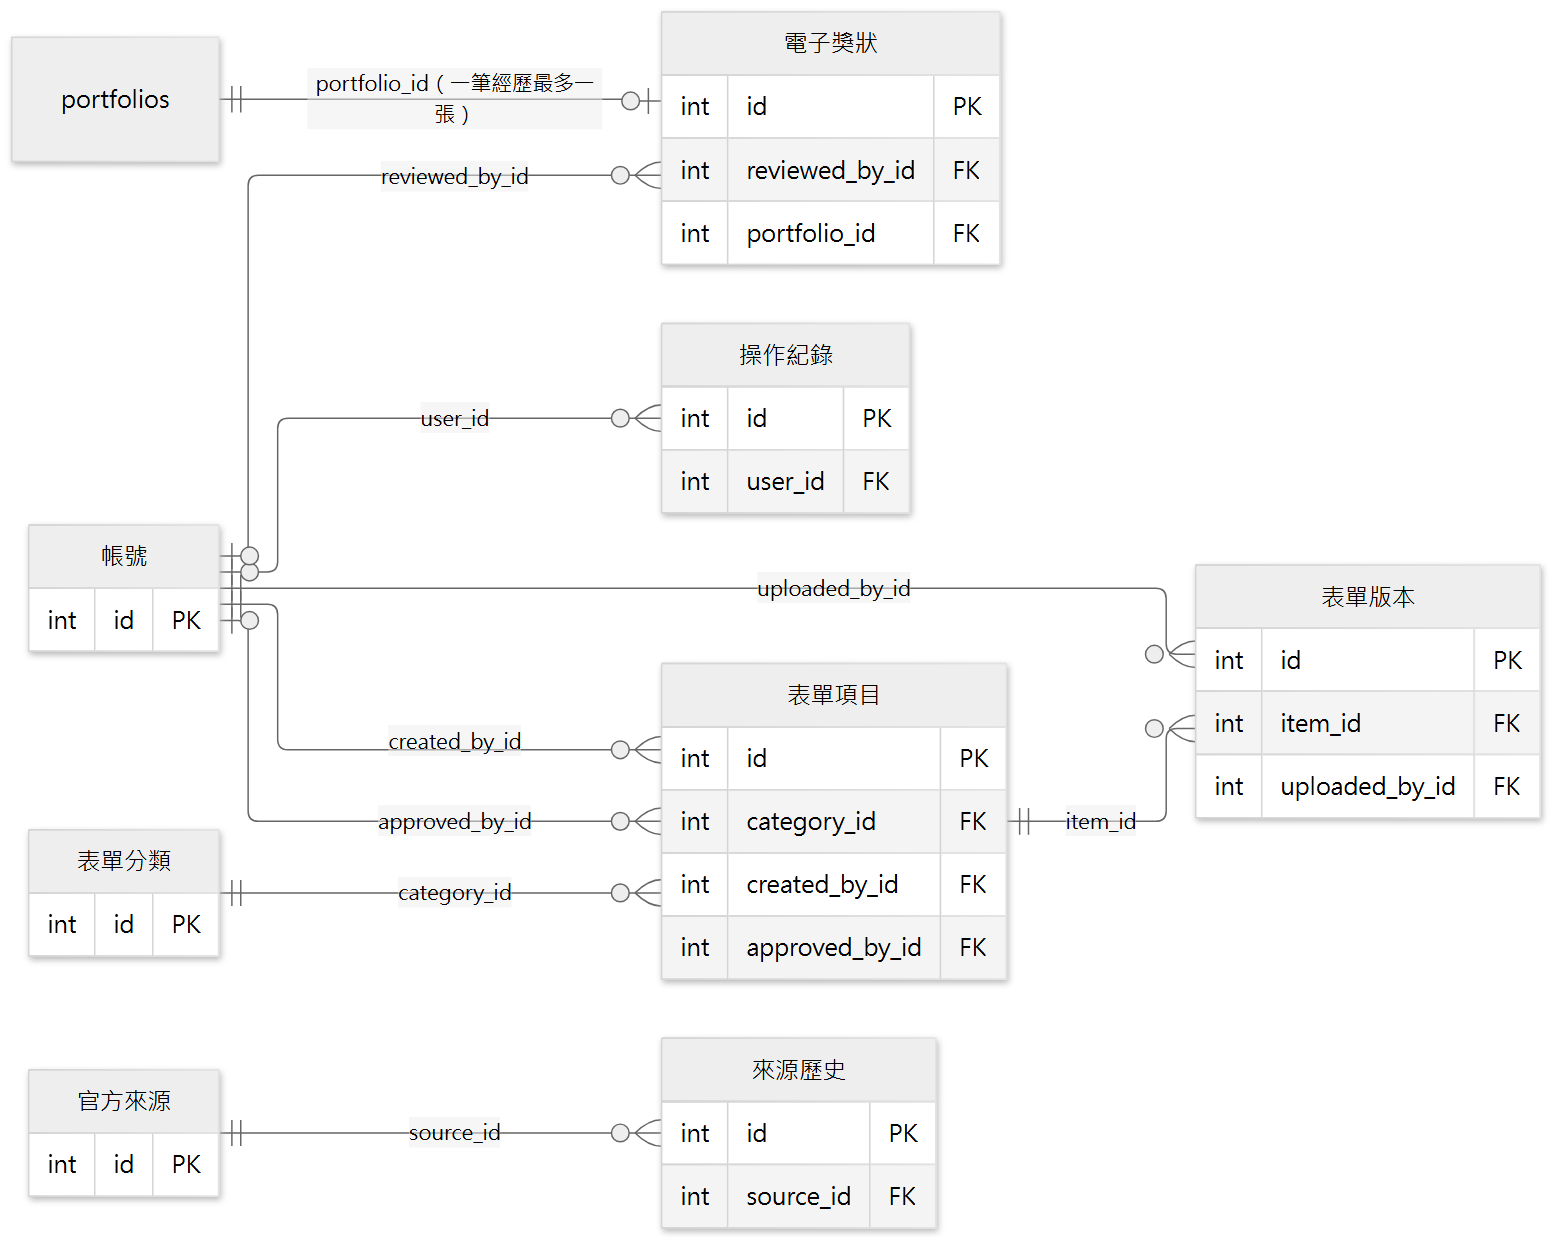 portfolios
portfolio_id（一筆經歷最多一
張）
reviewed_by_id
電子獎狀
int id PK
int reviewed_by_id FK
int portfolio_id FK
user_id
操作紀錄
int id PK
int user_id FK
帳號
int id PK
uploaded_by_id
表單版本
int id PK
int item_id FK
int uploaded_by_id FK
created_by_id
approved_by_id
表單項目
int id PK
int category_id FK
int created_by_id FK
int approved_by_id FK
item_id
表單分類
int id PK
category_id
官方來源
int id PK
source_id
來源歷史
int id PK
int source_id FK